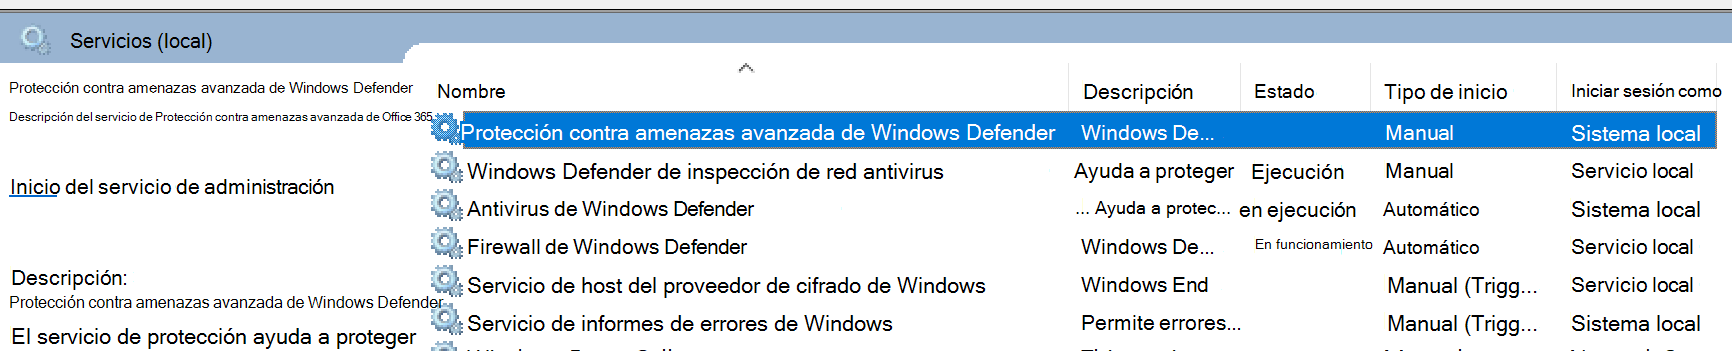 Servicios (local)
Protección contra amenazas avanzada de Windows Defender
Descripción del servicio de Protección contra amenazas avanzada de Office 365
Inicio del servicio de administración
Descripción:
Protección contra amenazas avanzada de Windows Defender
El servicio de protección ayuda a proteger
Nombre Descripción Estado Tipo de inicio Iniciar sesión como
Protección contra amenazas avanzada de Windows Defender Windows De... Manual Sistema local
Windows Defender de inspección de red antivirus Ayuda a proteger Ejecución Manual Servicio local
Antivirus de Windows Defender ... Ayuda a protec... en ejecución Automático Sistema local
Firewall de Windows Defender Windows De... En funcionamiento Automático Servicio local
Servicio de host del proveedor de cifrado de Windows Windows End Manual (Trigg... Servicio local
Servicio de informes de errores de Windows Permite errores... Manual (Trigg... Sistema local